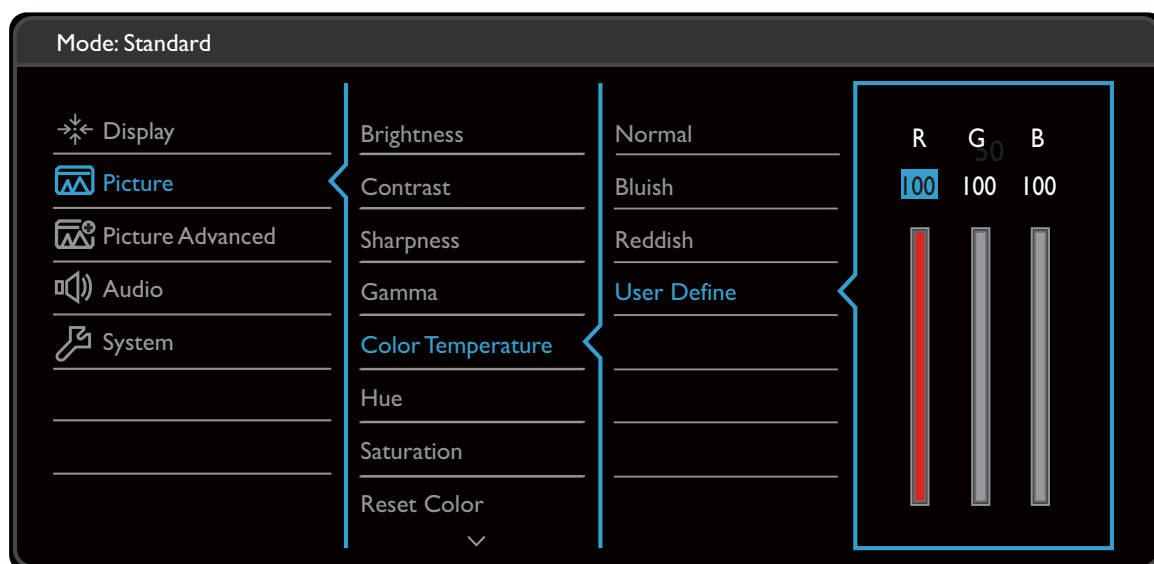 Mode: Standard
Display
Picture
Picture Advanced
Audio
System
Brightness
Contrast
Sharpness
Gamma
Color Temperature
Hue
Saturation
Reset Color
Normal
Bluish
Reddish
User Define
R G B
50
100 100 100